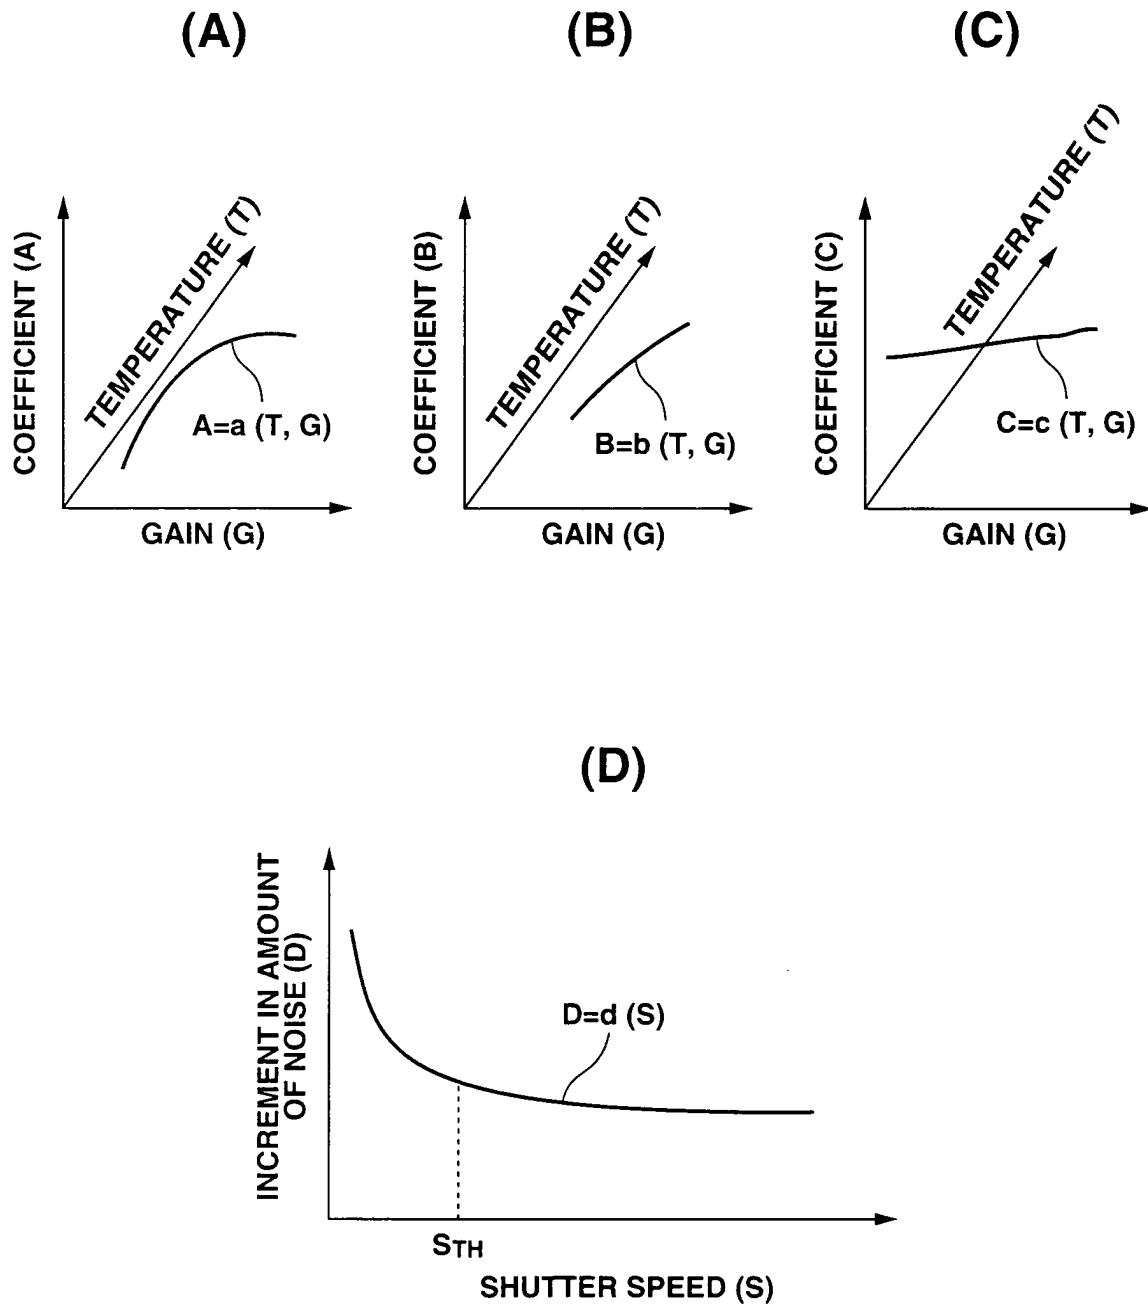 (A)
(B)
(C)
COEFFICIENT (A)
TEMPERATURE (T)
A=a (T, G)
GAIN (G)
COEFFICIENT (B)
TEMPERATURE (T)
B=b (T, G)
GAIN (G)
COEFFICIENT (C)
TEMPERATURE (T)
C=c (T, G)
GAIN (G)
(D)
INCREMENT IN AMOUNT
OF NOISE (D)
D=d (S)
STH
SHUTTER SPEED (S)